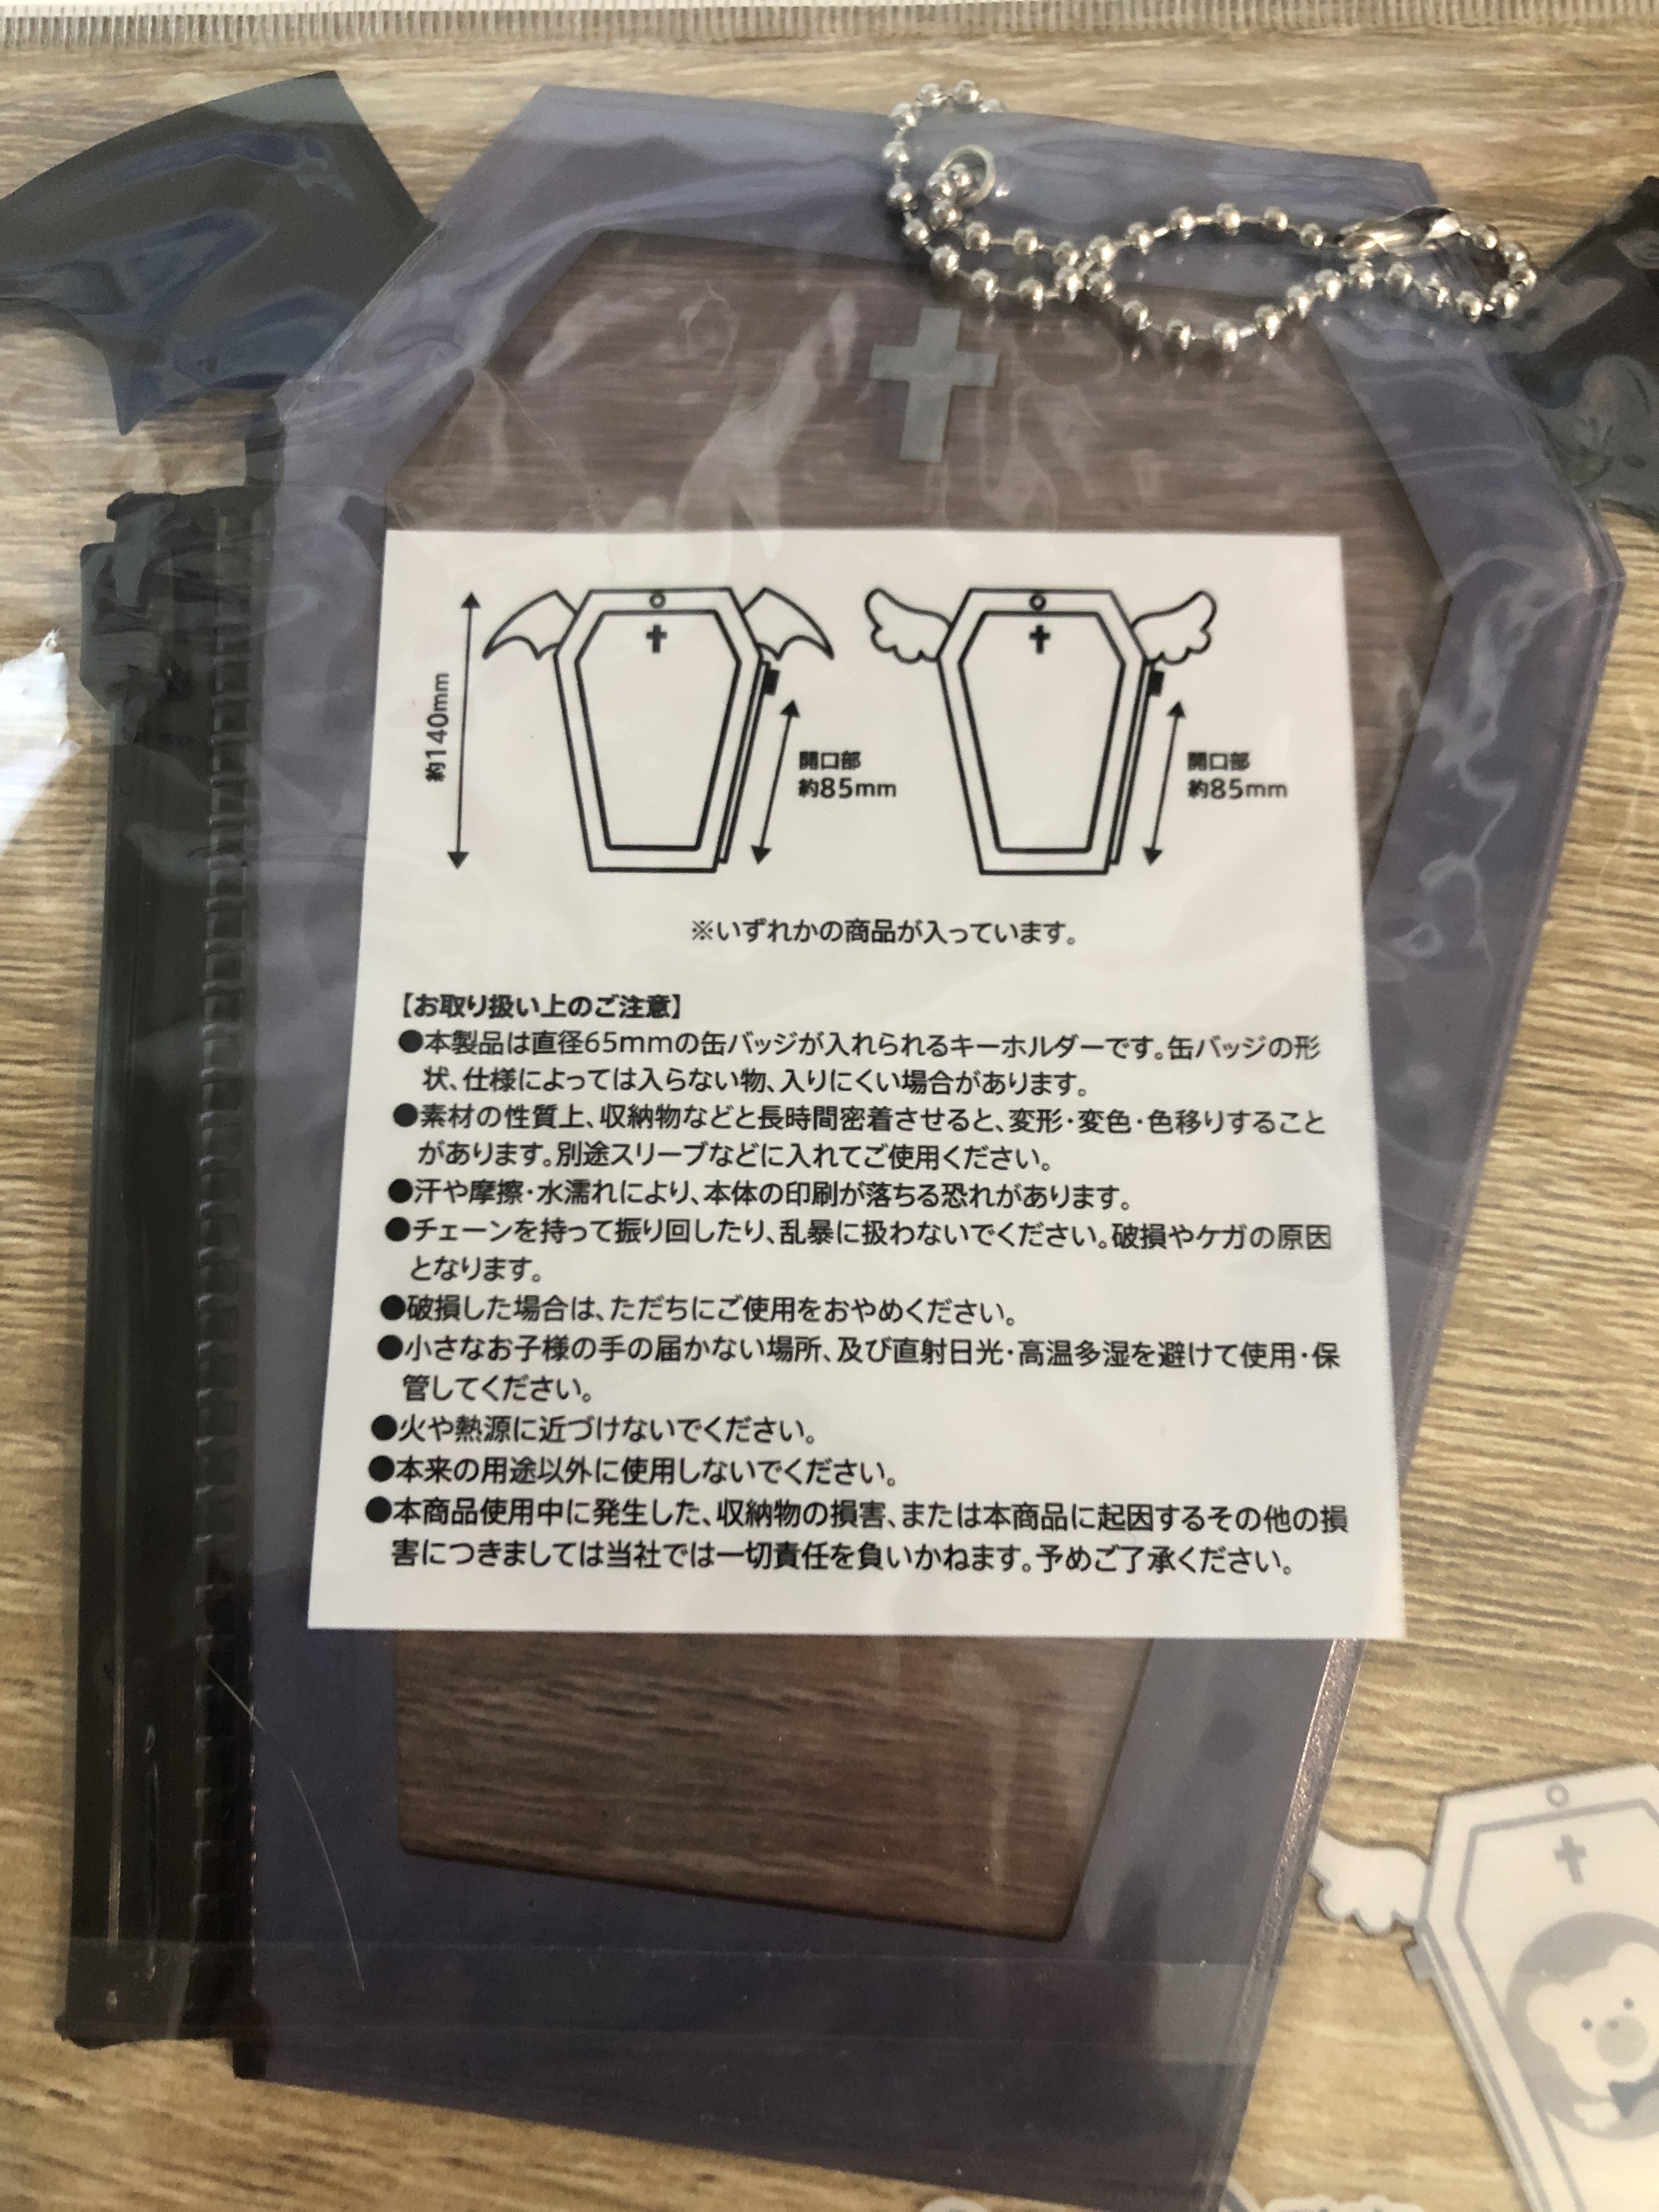 約140mm
開口部
約85mm
開口部
約85mm
※いずれかの商品が入っています。
【お取り扱い上のご注意】
●本製品は直径65mmの缶バッジが入れられるキーホルダーです。缶バッジの形
状、仕様によっては入らない物、入りにくい場合があります。
●素材の性質上、収納物などと長時間密着させると、変形・変色・色移りすること
があります。別途スリーブなどに入れてご使用ください。
●汗や摩擦・水濡れにより、本体の印刷が落ちる恐れがあります。
●チェーンを持って振り回したり、乱暴に扱わないでください。破損やケガの原因
となります。
●破損した場合は、ただちにご使用をおやめください。
●小さなお子様の手の届かない場所、及び直射日光・高温多湿を避けて使用・保
管してください。
●火や熱源に近づけないでください。
●本来の用途以外に使用しないでください。
●本商品使用中に発生した、収納物の損害、または本商品に起因するその他の損
害につきましては当社では一切責任を負いかねます。予めご了承ください。